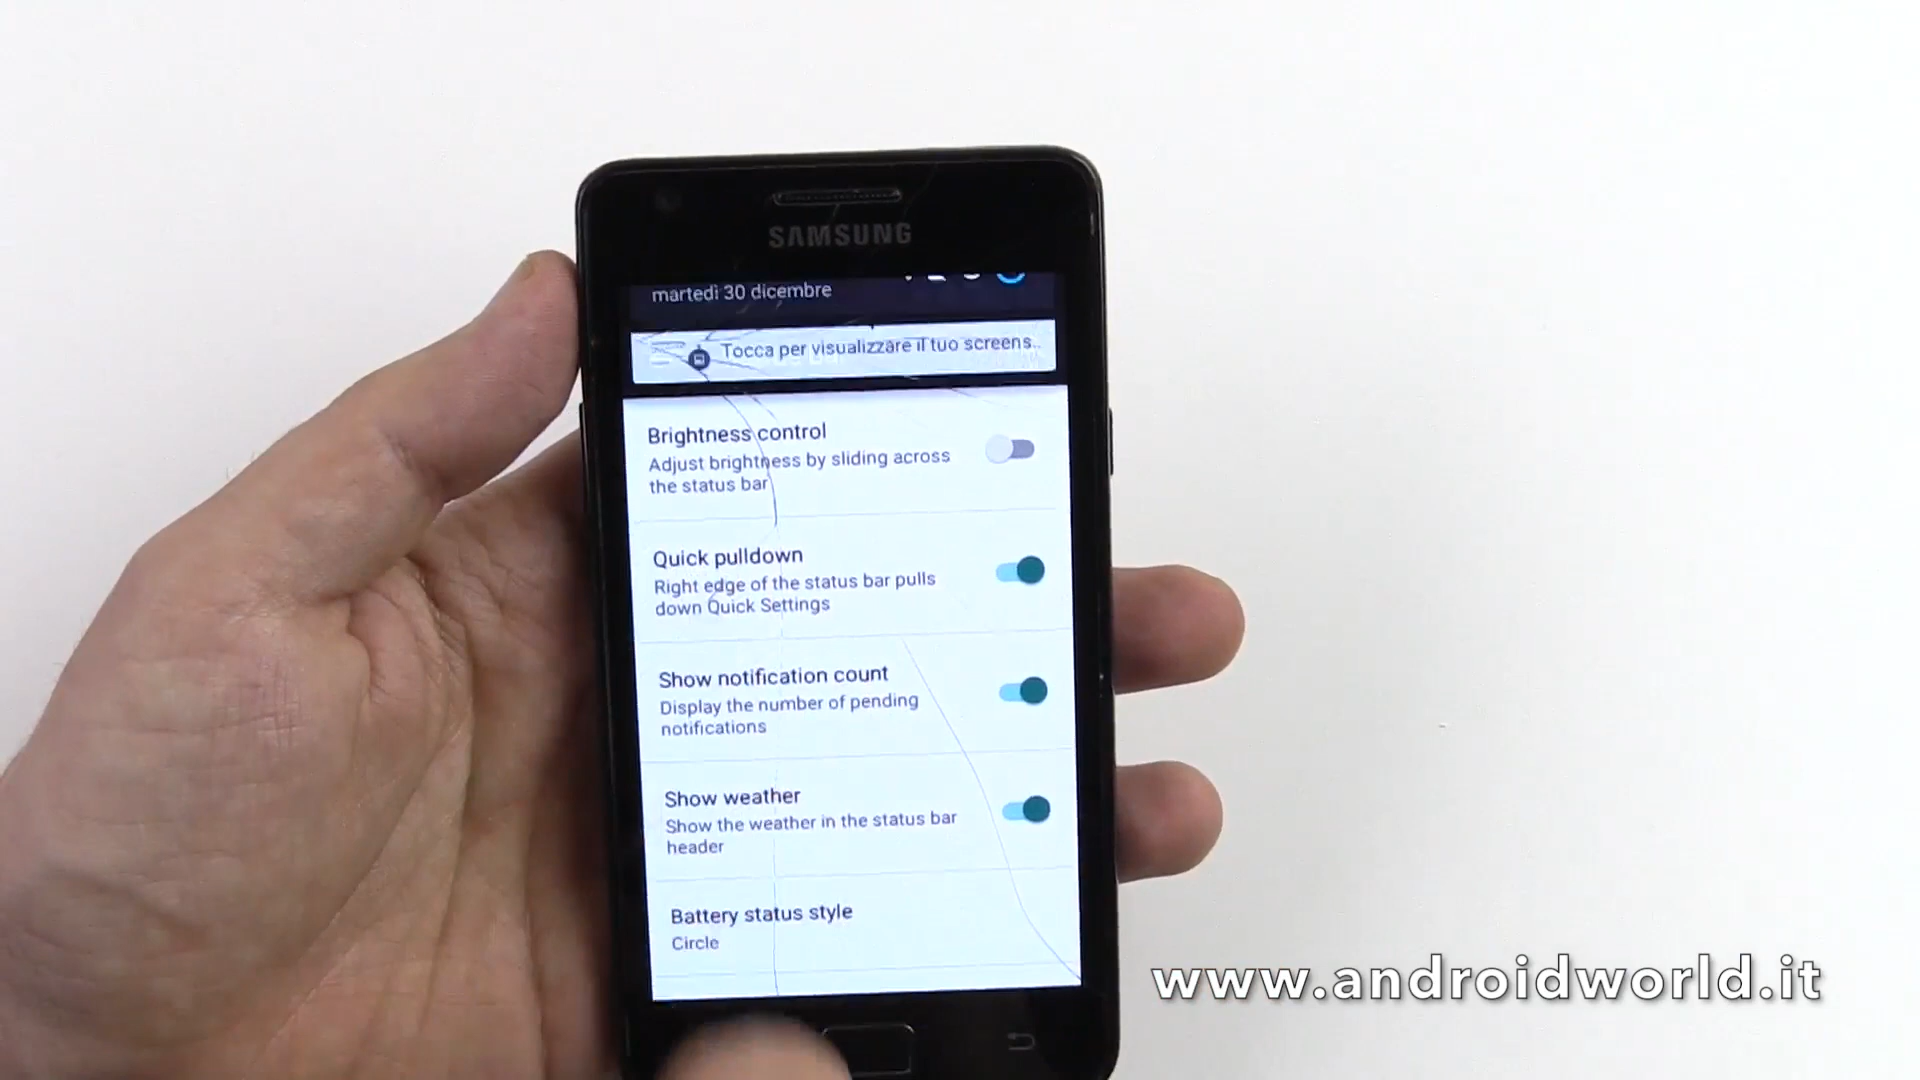 SAMSUNG
martedì 30 dicembre
Tocca per visualizzare il tuo screens..
Brightness control
Adjust brightness by sliding across
the status bar
Quick pulldown
Right edge of the status bar pulls
down Quick Settings
Show notification count
Display the number of pending
notifications
Show weather
Show the weather in the status bar
header
Battery status style
Circle
www.androidworld.it